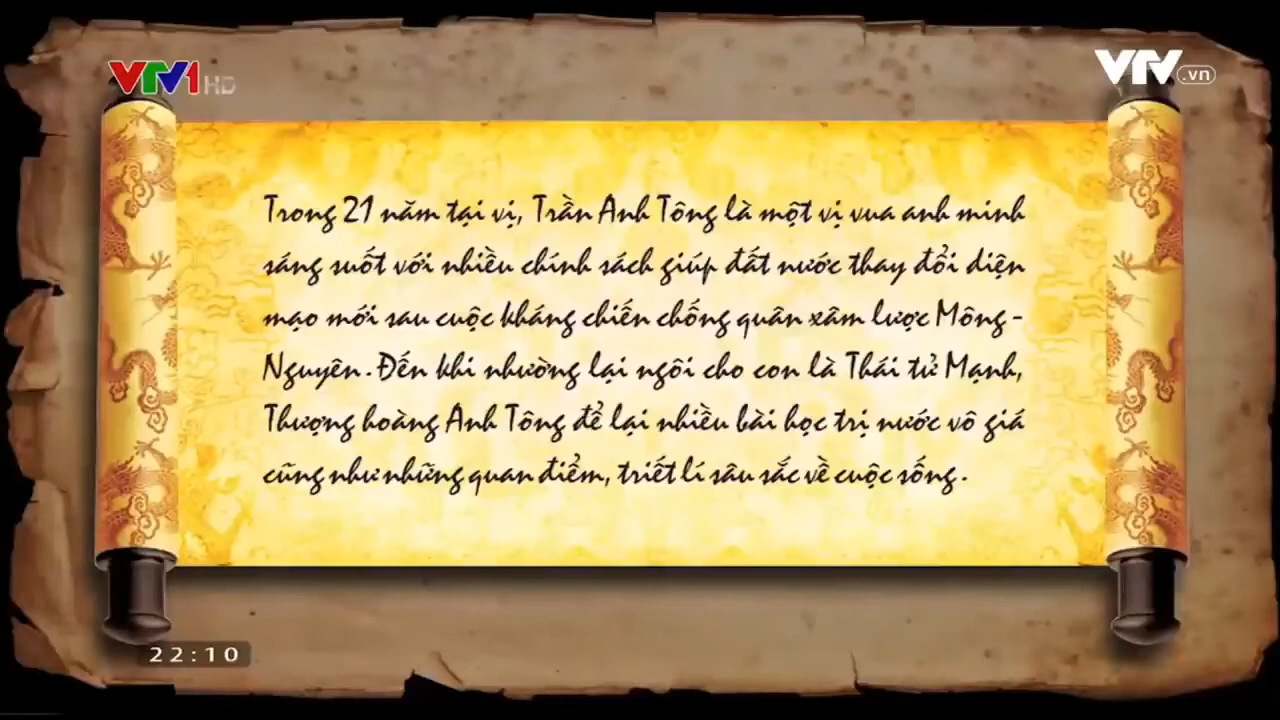 VTV1 HD
VTV.vn
Trong 21 năm tại vị, Trần Anh Tông là một vị vua anh minh
sáng suốt với nhiều chính sách giúp đất nước thay đổi diện
mạo mới sau cuộc kháng chiến chống quân xâm lược Mông -
Nguyên. Đến khi nhường lại ngôi cho con là Thái tử Mạnh,
Thượng hoàng Anh Tông để lại nhiều bài học trị nước vô giá
cũng như những quan điểm, triết lí sâu sắc về cuộc sống.
22:10